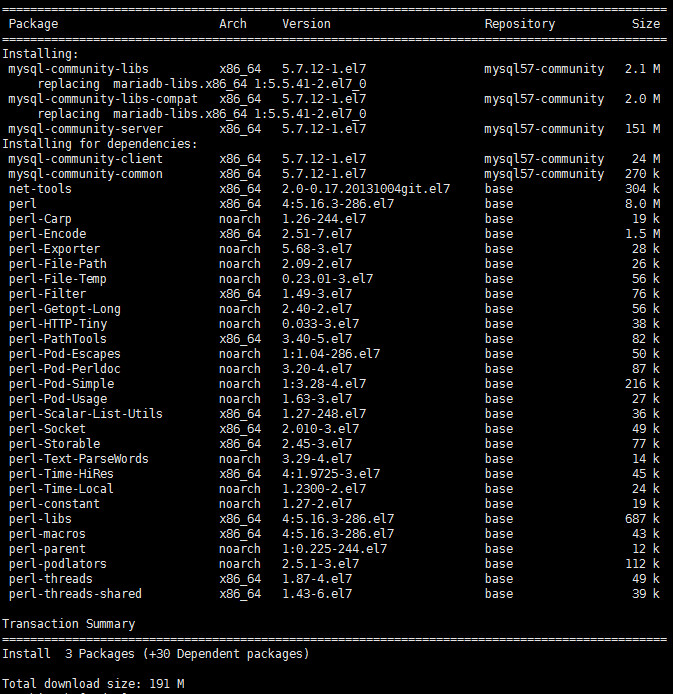 ================================================================================
Package Arch Version Repository Size
================================================================================
Installing:
mysql-community-libs x86_64 5.7.12-1.el7 mysql57-community 2.1 M
replacing mariadb-libs.x86_64 1:5.5.41-2.el7_0
mysql-community-libs-compat x86_64 5.7.12-1.el7 mysql57-community 2.0 M
replacing mariadb-libs.x86_64 1:5.5.41-2.el7_0
mysql-community-server x86_64 5.7.12-1.el7 mysql57-community 151 M
Installing for dependencies:
mysql-community-client x86_64 5.7.12-1.el7 mysql57-community 24 M
mysql-community-common x86_64 5.7.12-1.el7 mysql57-community 270 k
net-tools x86_64 2.0-0.17.20131004git.el7 base 304 k
perl x86_64 4:5.16.3-286.el7 base 8.0 M
perl-Carp noarch 1.26-244.el7 base 19 k
perl-Encode x86_64 2.51-7.el7 base 1.5 M
perl-Exporter noarch 5.68-3.el7 base 28 k
perl-File-Path noarch 2.09-2.el7 base 26 k
perl-File-Temp noarch 0.23.01-3.el7 base 56 k
perl-Filter x86_64 1.49-3.el7 base 76 k
perl-Getopt-Long noarch 2.40-2.el7 base 56 k
perl-HTTP-Tiny noarch 0.033-3.el7 base 38 k
perl-PathTools x86_64 3.40-5.el7 base 82 k
perl-Pod-Escapes noarch 1:1.04-286.el7 base 50 k
perl-Pod-Perldoc noarch 3.20-4.el7 base 87 k
perl-Pod-Simple noarch 1:3.28-4.el7 base 216 k
perl-Pod-Usage noarch 1.63-3.el7 base 27 k
perl-Scalar-List-Utils x86_64 1.27-248.el7 base 36 k
perl-Socket x86_64 2.010-3.el7 base 49 k
perl-Storable x86_64 2.45-3.el7 base 77 k
perl-Text-ParseWords noarch 3.29-4.el7 base 14 k
perl-Time-HiRes x86_64 4:1.9725-3.el7 base 45 k
perl-Time-Local noarch 1.2300-2.el7 base 24 k
perl-constant noarch 1.27-2.el7 base 19 k
perl-libs x86_64 4:5.16.3-286.el7 base 687 k
perl-macros x86_64 4:5.16.3-286.el7 base 43 k
perl-parent noarch 1:0.225-244.el7 base 12 k
perl-podlators noarch 2.5.1-3.el7 base 112 k
perl-threads x86_64 1.87-4.el7 base 49 k
perl-threads-shared x86_64 1.43-6.el7 base 39 k
Transaction Summary
================================================================================
Install 3 Packages (+30 Dependent packages)
Total download size: 191 M